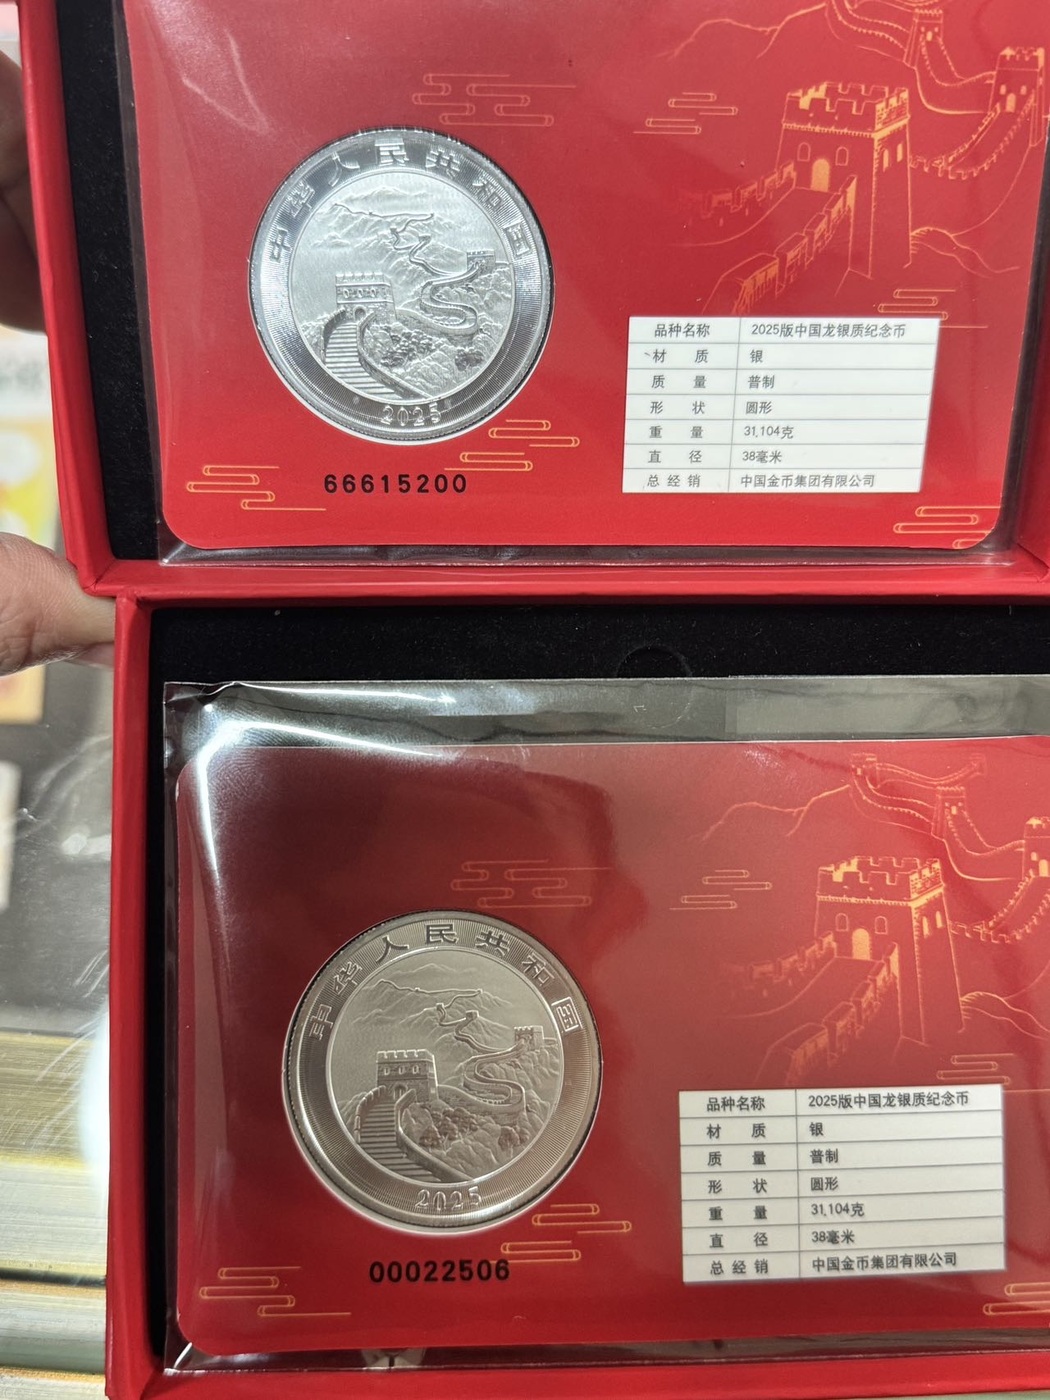 中华人民共和国
2025
66615200
品种名称 2025版中国龙银质纪念币
材 质 银
质 量 普制
形 状 圆形
重 量 31.104克
直 径 38毫米
总经销 中国金币集团有限公司
中华人民共和国
2025
00022506
品种名称 2025版中国龙银质纪念币
材 质 银
质 量 普制
形 状 圆形
重 量 31.104克
直 径 38毫米
总经销 中国金币集团有限公司